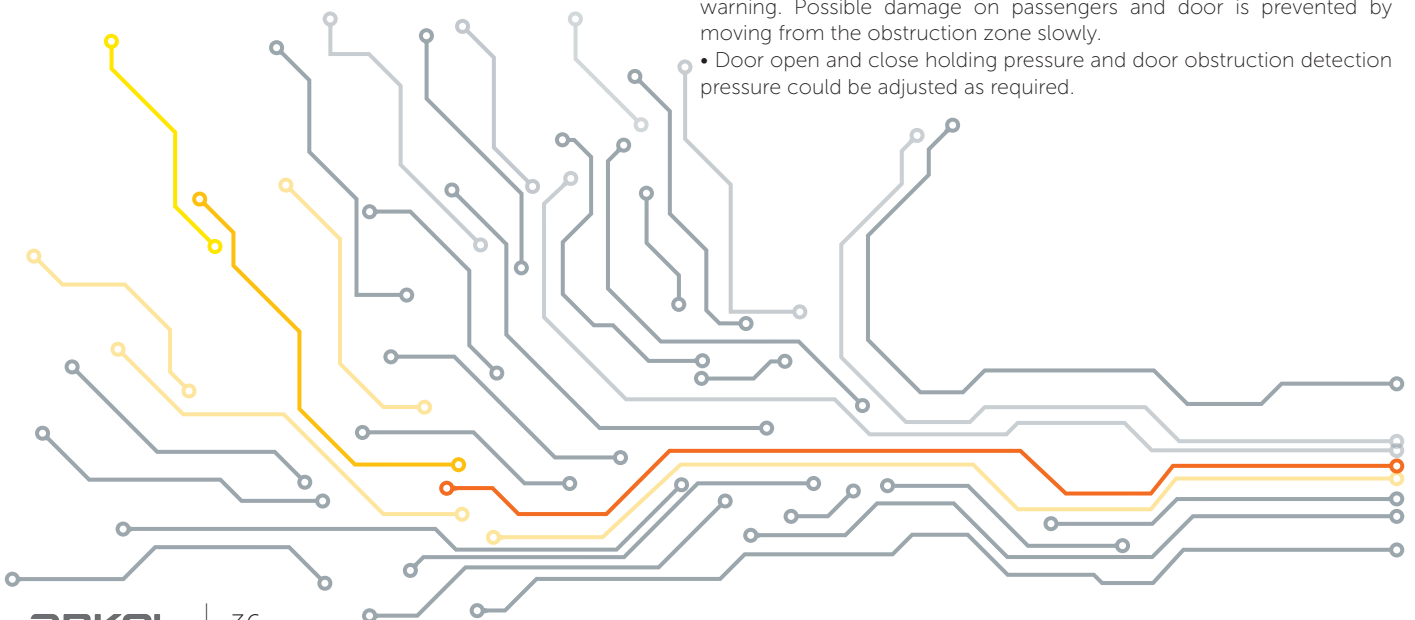 warning. Possible damage on passengers and door is prevented by
moving from the obstruction zone slowly.
• Door open and close holding pressure and door obstruction detection
pressure could be adjusted as required.